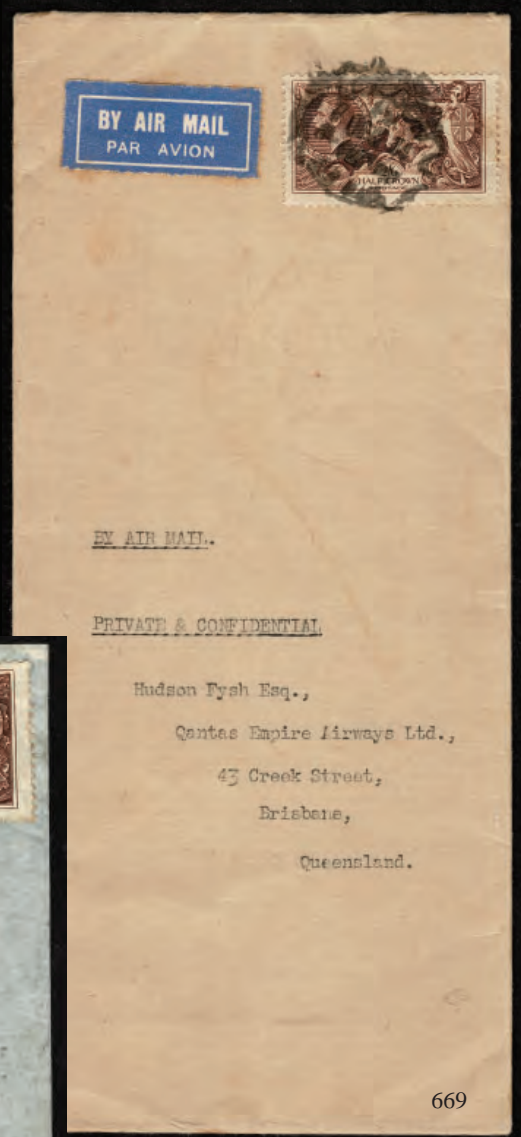 BY AIR MAIL
PAR AVION
HALF CROWN
BY AIR MAIL.
PRIVATE & CONFIDENTIAL
Hudson Fysh Esq.,
Qantas Empire Airways Ltd.,
43 Creek Street,
Brisbane,
Queensland.
669